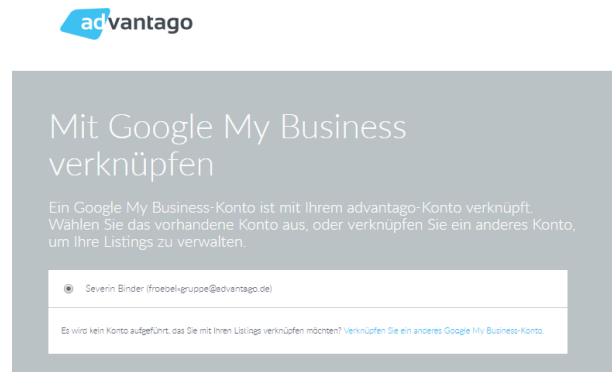 advantago
Mit Google My Business
verknüpfen
Ein Google My Business-Konto ist mit Ihrem advantago-Konto verknüpft.
Wählen Sie das vorhandene Konto aus, oder verknüpfen Sie ein anderes Konto,
um Ihre Listings zu verwalten.
Severin Binder (froebel-gruppe@advantago.de)
Es wird kein Konto aufgeführt, das Sie mit Ihren Listings verknüpfen möchten? Verknüpfen Sie ein anderes Google My Business-Konto.